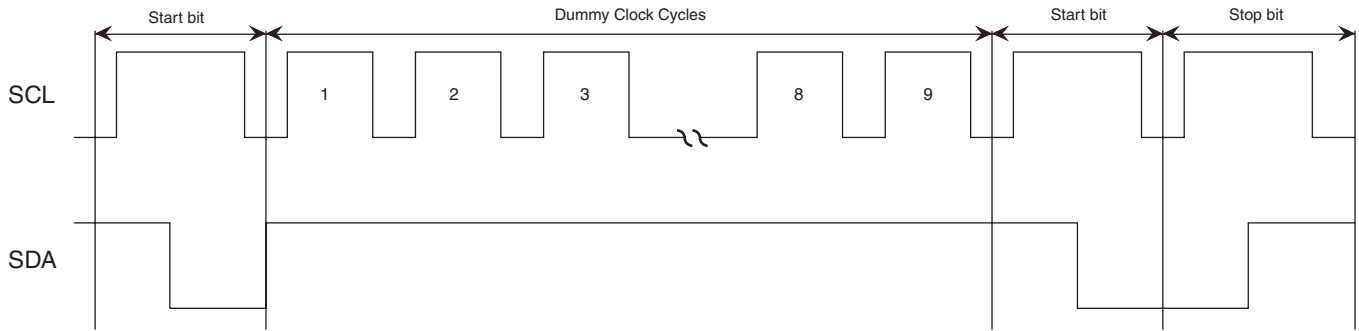 Start bit Dummy Clock Cycles Start bit Stop bit
SCL 1 2 3 8 9
SDA